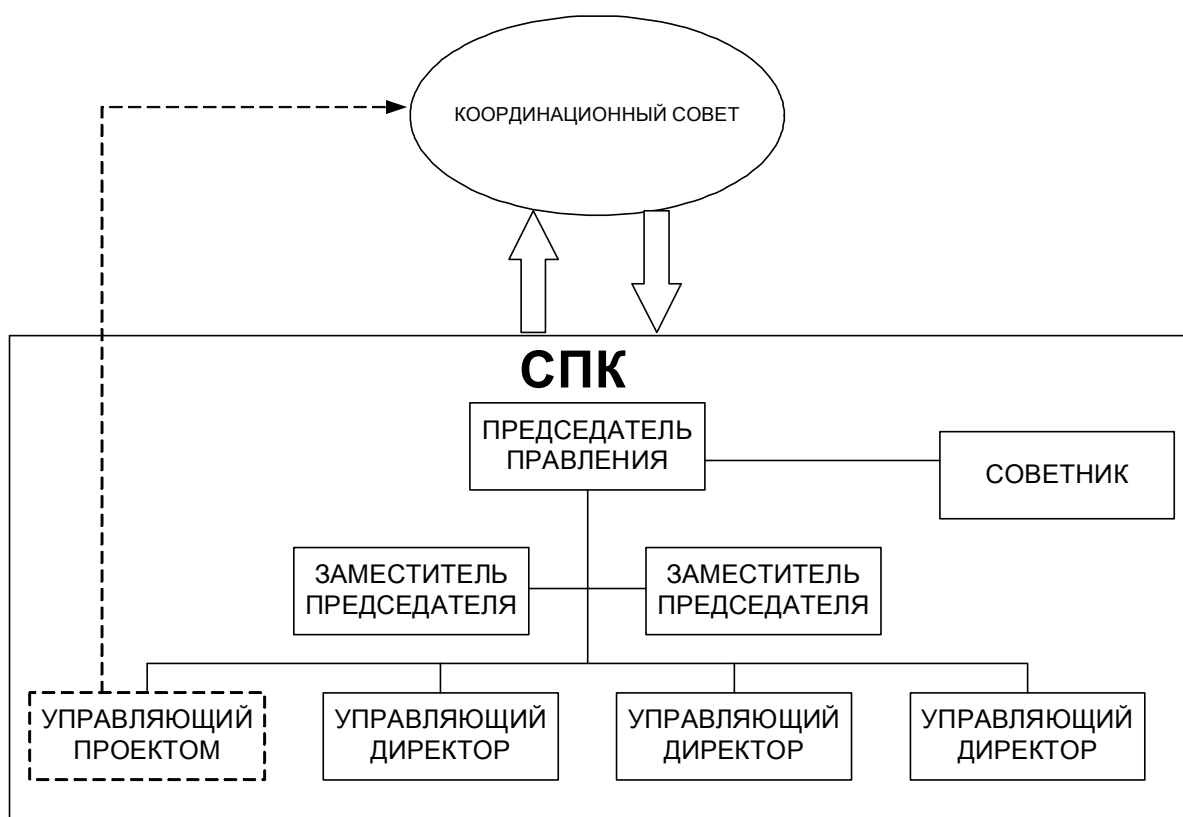 КООРДИНАЦИОННЫЙ СОВЕТ
СПК
ПРЕДСЕДАТЕЛЬ
ПРАВЛЕНИЯ
СОВЕТНИК
ЗАМЕСТИТЕЛЬ
ПРЕДСЕДАТЕЛЯ
ЗАМЕСТИТЕЛЬ
ПРЕДСЕДАТЕЛЯ
УПРАВЛЯЮЩИЙ
ПРОЕКТОМ
УПРАВЛЯЮЩИЙ
ДИРЕКТОР
УПРАВЛЯЮЩИЙ
ДИРЕКТОР
УПРАВЛЯЮЩИЙ
ДИРЕКТОР